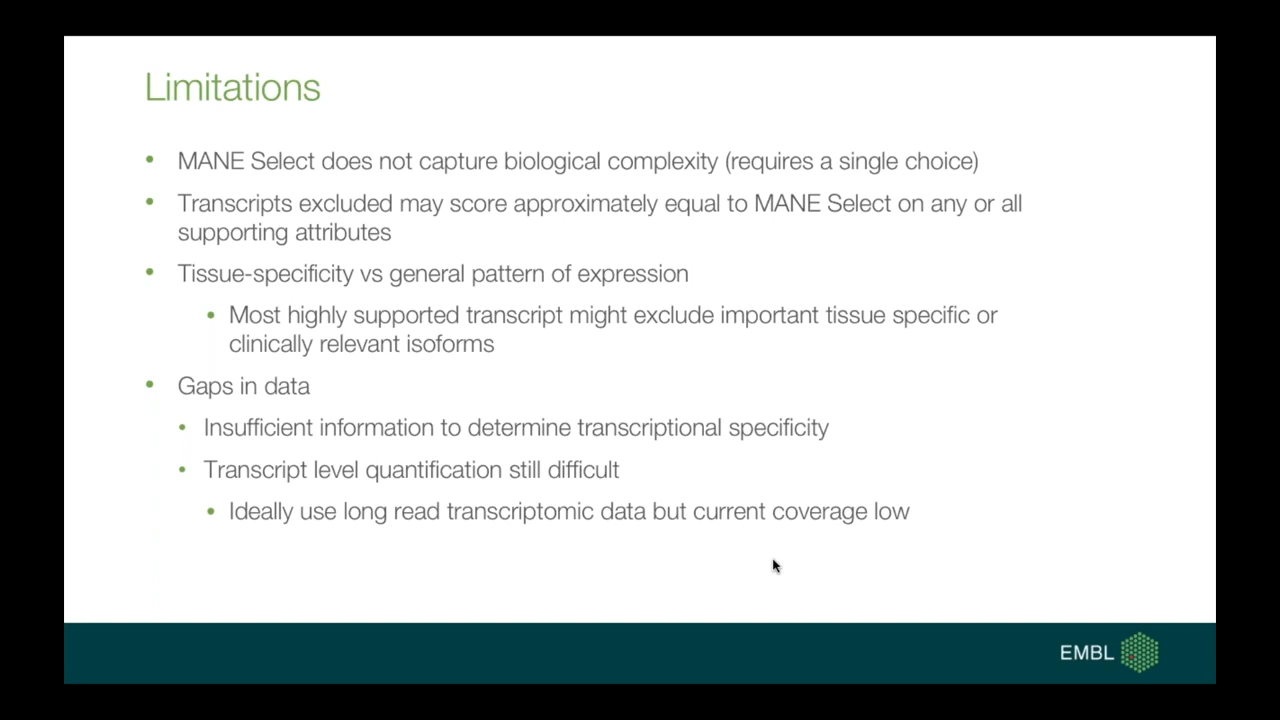 Limitations
• MANE Select does not capture biological complexity (requires a single choice)
• Transcripts excluded may score approximately equal to MANE Select on any or all
supporting attributes
• Tissue-specificity vs general pattern of expression
• Most highly supported transcript might exclude important tissue specific or
clinically relevant isoforms
• Gaps in data
• Insufficient information to determine transcriptional specificity
• Transcript level quantification still difficult
• Ideally use long read transcriptomic data but current coverage low
EMBL